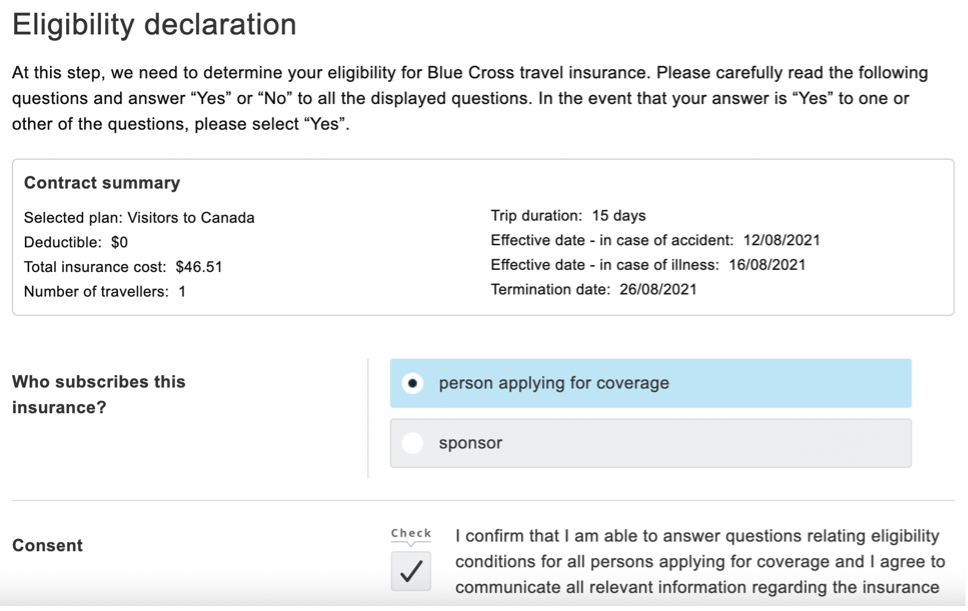 Eligibility declaration
At this step, we need to determine your eligibility for Blue Cross travel insurance. Please carefully read the following
questions and answer “Yes” or “No” to all the displayed questions. In the event that your answer is “Yes” to one or
other of the questions, please select “Yes”.
Contract summary
Selected plan: Visitors to Canada
Deductible: $0
Total insurance cost: $46.51
Number of travellers: 1
Trip duration: 15 days
Effective date - in case of accident: 12/08/2021
Effective date - in case of illness: 16/08/2021
Termination date: 26/08/2021
Who subscribes this
insurance?
person applying for coverage
sponsor
Consent
Check
I confirm that I am able to answer questions relating eligibility
conditions for all persons applying for coverage and I agree to
communicate all relevant information regarding the insurance